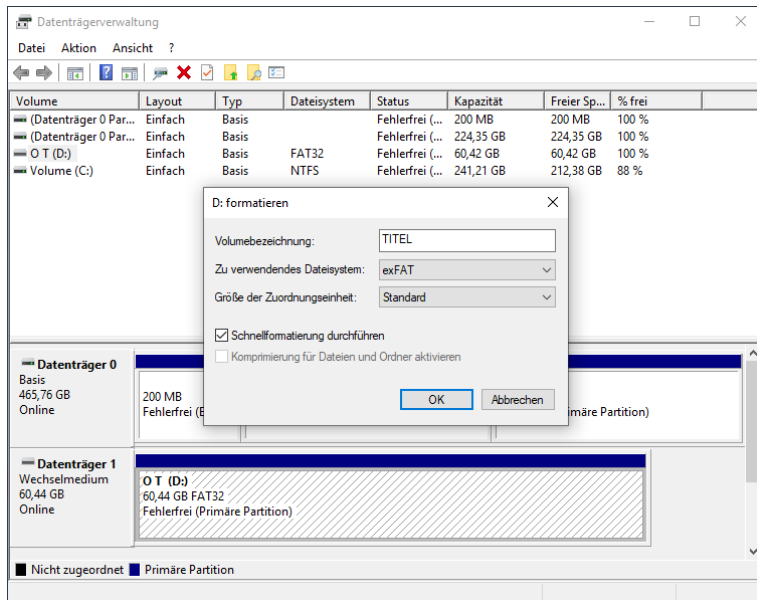 Datenträgerverwaltung
Datei Aktion Ansicht ?
Volume Layout Typ Dateisystem Status Kapazität Freier Sp... % frei
(Datenträger 0 Par... Einfach Basis Fehlerfrei (... 200 MB 200 MB 100 %
(Datenträger 0 Par... Einfach Basis Fehlerfrei (... 224,35 GB 224,35 GB 100 %
O T (D:) Einfach Basis FAT32 Fehlerfrei (... 60,42 GB 60,42 GB 100 %
Volume (C:) Einfach Basis NTFS Fehlerfrei (... 241,21 GB 212,38 GB 88 %
D: formatieren
Volumebezeichnung: TITEL
Zu verwendendes Dateisystem: exFAT
Größe der Zuordnungseinheit: Standard
Schnellformatierung durchführen
Komprimierung für Dateien und Ordner aktivieren
OK Abbrechen
Datenträger 0
Basis
465,76 GB
Online
200 MB
Fehlerfrei (E
märe Partition)
Datenträger 1
Wechselmedium
60,44 GB
Online
O T (D:)
60,44 GB FAT32
Fehlerfrei (Primäre Partition)
Nicht zugeordnet Primäre Partition